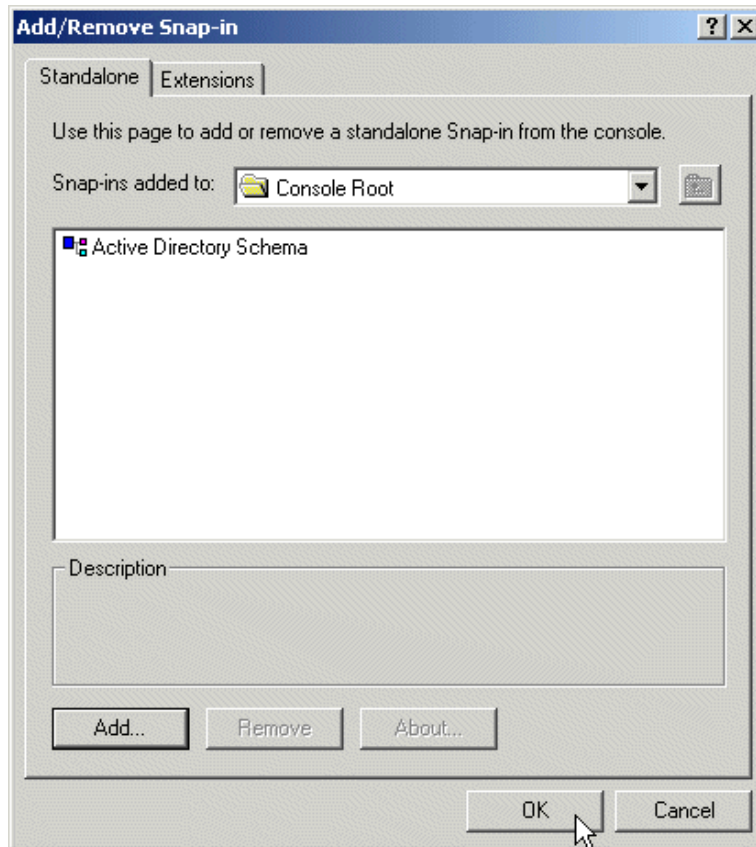 Add/Remove Snap-in
Standalone
Extensions
Use this page to add or remove a standalone Snap-in from the console.
Snap-ins added to:
Console Root
Active Directory Schema
Description
Add...
Remove
About...
OK
Cancel